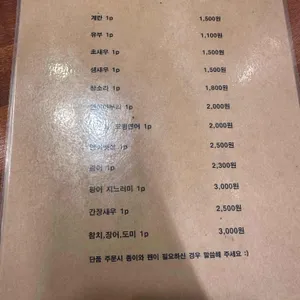 계란 1p 1,500원
유부 1p 1,100원
초새우 1p 1,500원
생새우 1p 1,500원
참소라 1p 1,800원
1p 2,000원
1p 2,000원
1p 2,500원
1p 2,300원
광어 지느러미 1p 3,000원
간장새우 1p 2,500원
참치,장어,도미 1p 3,000원
단품 주문시 종이와 펜이 필요하신 경우 말씀해 주세요 :)